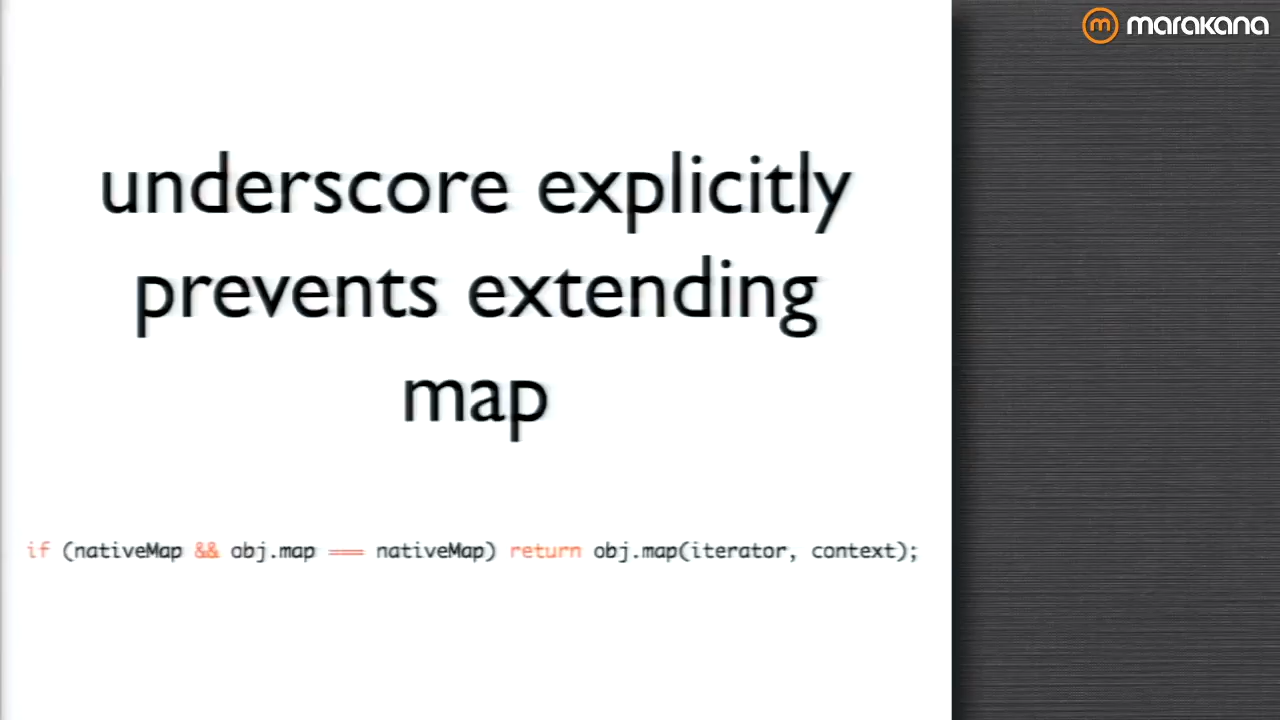 marakana
underscore explicitly
prevents extending
map
if (nativeMap && obj.map === nativeMap) return obj.map(iterator, context);